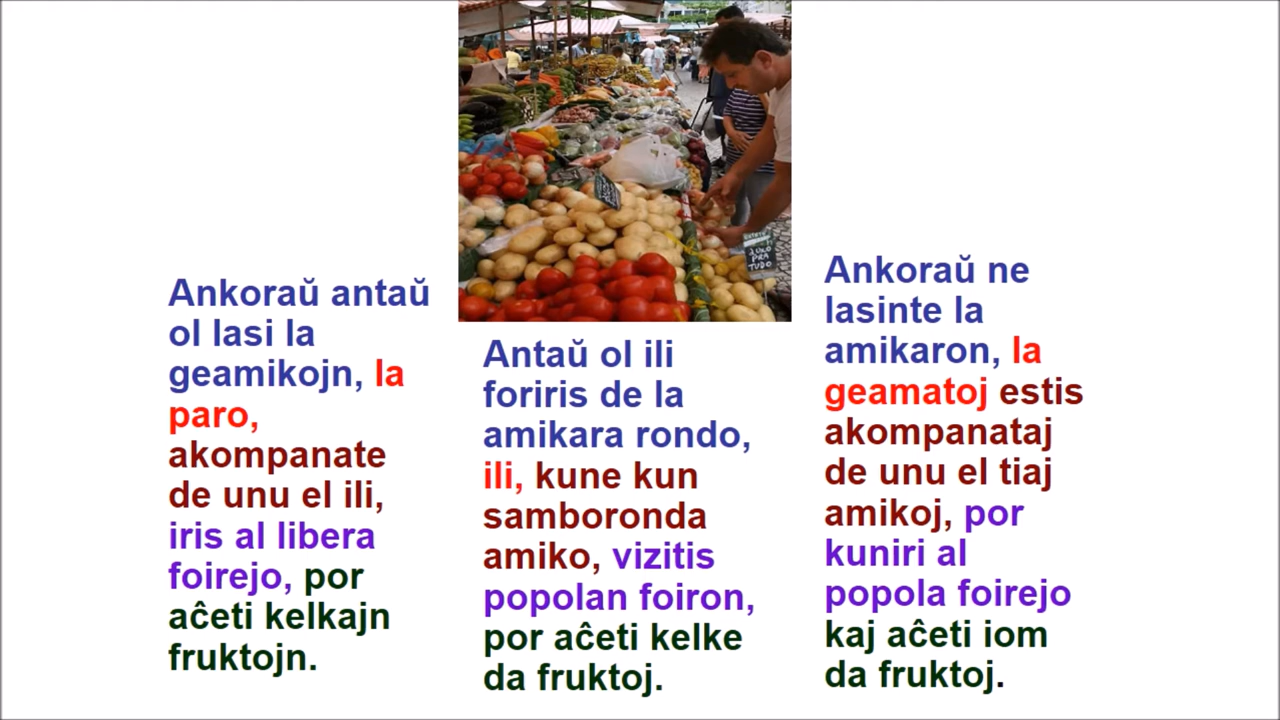 Ankoraŭ antaŭ
ol lasi la
geamikojn, la
paro,
akompanate
de unu el ili,
iris al libera
foirejo, por
aĉeti kelkajn
fruktojn.
Antaŭ ol ili
foriris de la
amikara rondo,
ili, kune kun
samboronda
amiko, vizitis
popolan foiron,
por aĉeti kelke
da fruktoj.
Ankoraŭ ne
lasinte la
amikaron, la
geamatoj estis
akompanataj
de unu el tiaj
amikoj, por
kuniri al
popola foirejo
kaj aĉeti iom
da fruktoj.
PRA
TUDO